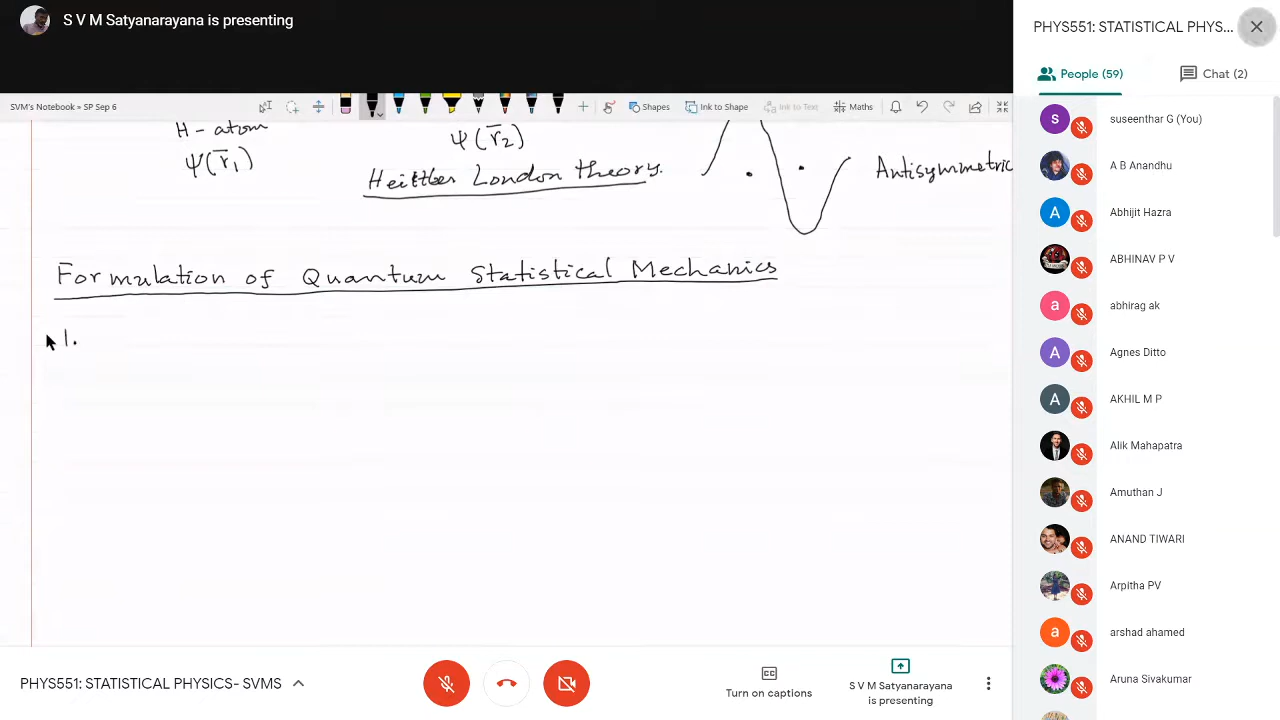 S V M Satyanarayana is presenting
PHYS551: STATISTICAL PHYS...
People (59)
Chat (2)
SVM's Notebook » SP Sep 6
Shapes
Ink to Shape
Ink to Text
Maths
H-atom
Ψ(r̄1)
Ψ(r̄2)
Heitler London theory.
Antisymmetric
Formulation of Quantum Statistical Mechanics
1.
s
suseenthar G (You)
A B Anandhu
A
Abhijit Hazra
ABHINAV P V
a
abhirag ak
A
Agnes Ditto
A
AKHIL M P
Alik Mahapatra
Amuthan J
ANAND TIWARI
Arpitha PV
a
arshad ahamed
Aruna Sivakumar
PHYS551: STATISTICAL PHYSICS- SVMS
CC
Turn on captions
S V M Satyanarayana
is presenting